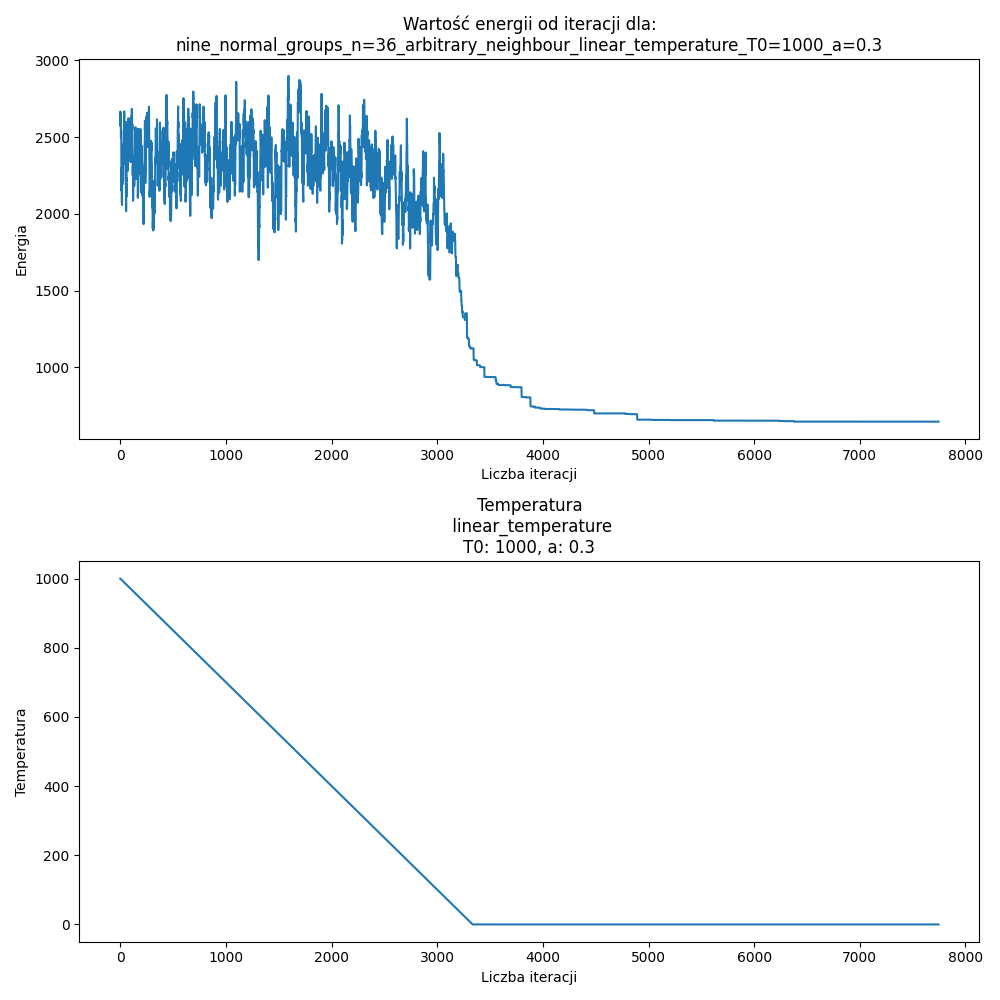 Wartość energii od iteracji dla:
nine_normal_groups_n=36_arbitrary_neighbour_linear_temperature_T0=1000_a=0.3
3000
2500
2000
1500
1000
Energia
0 1000 2000 3000 4000 5000 6000 7000 8000
Liczba iteracji
Temperatura
linear_temperature
T0: 1000, a: 0.3
1000
800
600
400
200
0
Temperatura
0 1000 2000 3000 4000 5000 6000 7000 8000
Liczba iteracji